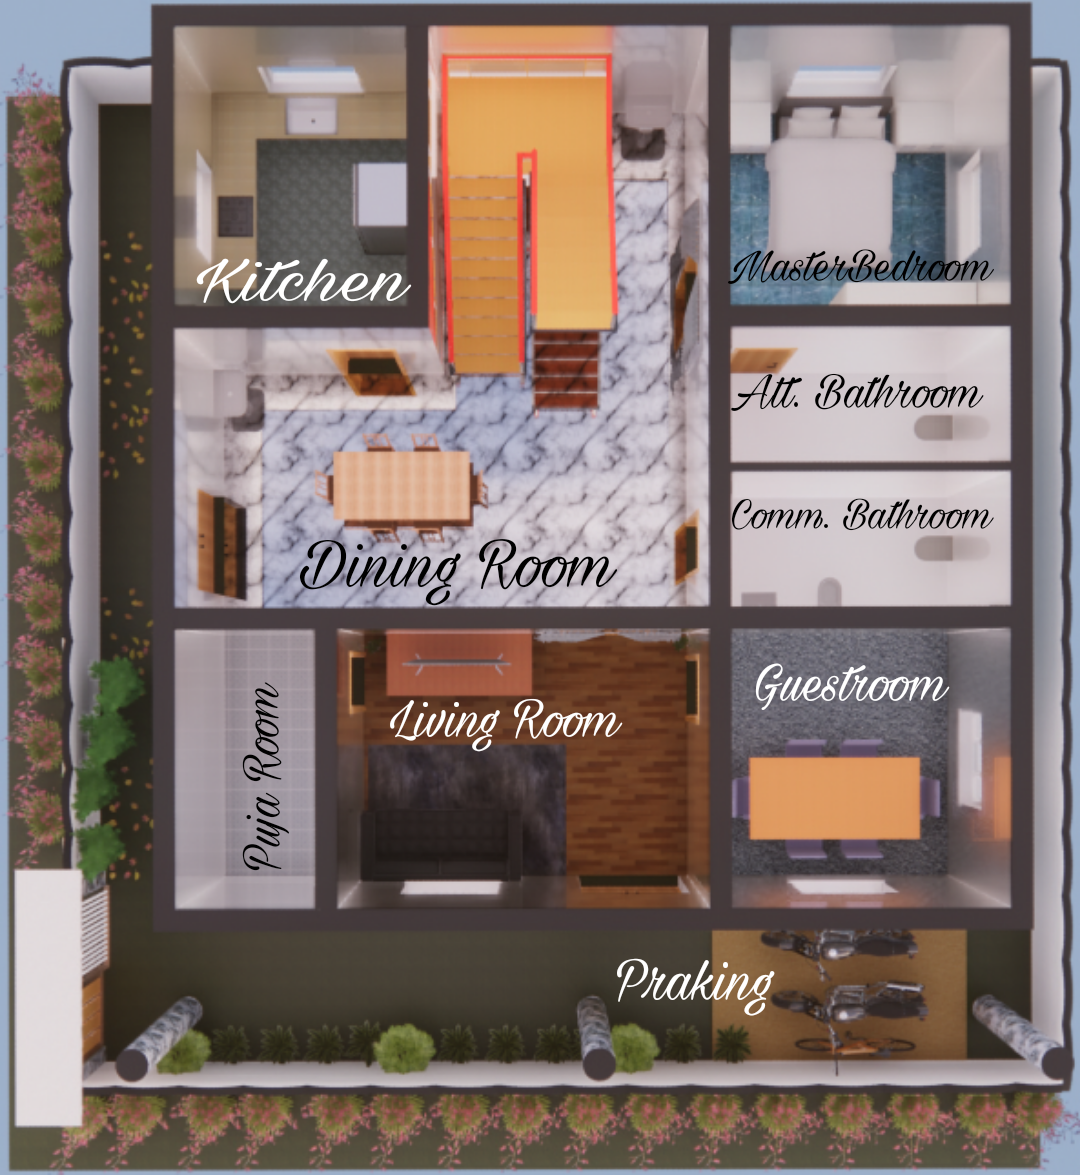 Kitchen
MasterBedroom
Att. Bathroom
Comm. Bathroom
Dining Room
Guestroom
Living Room
Puja Room
Praking